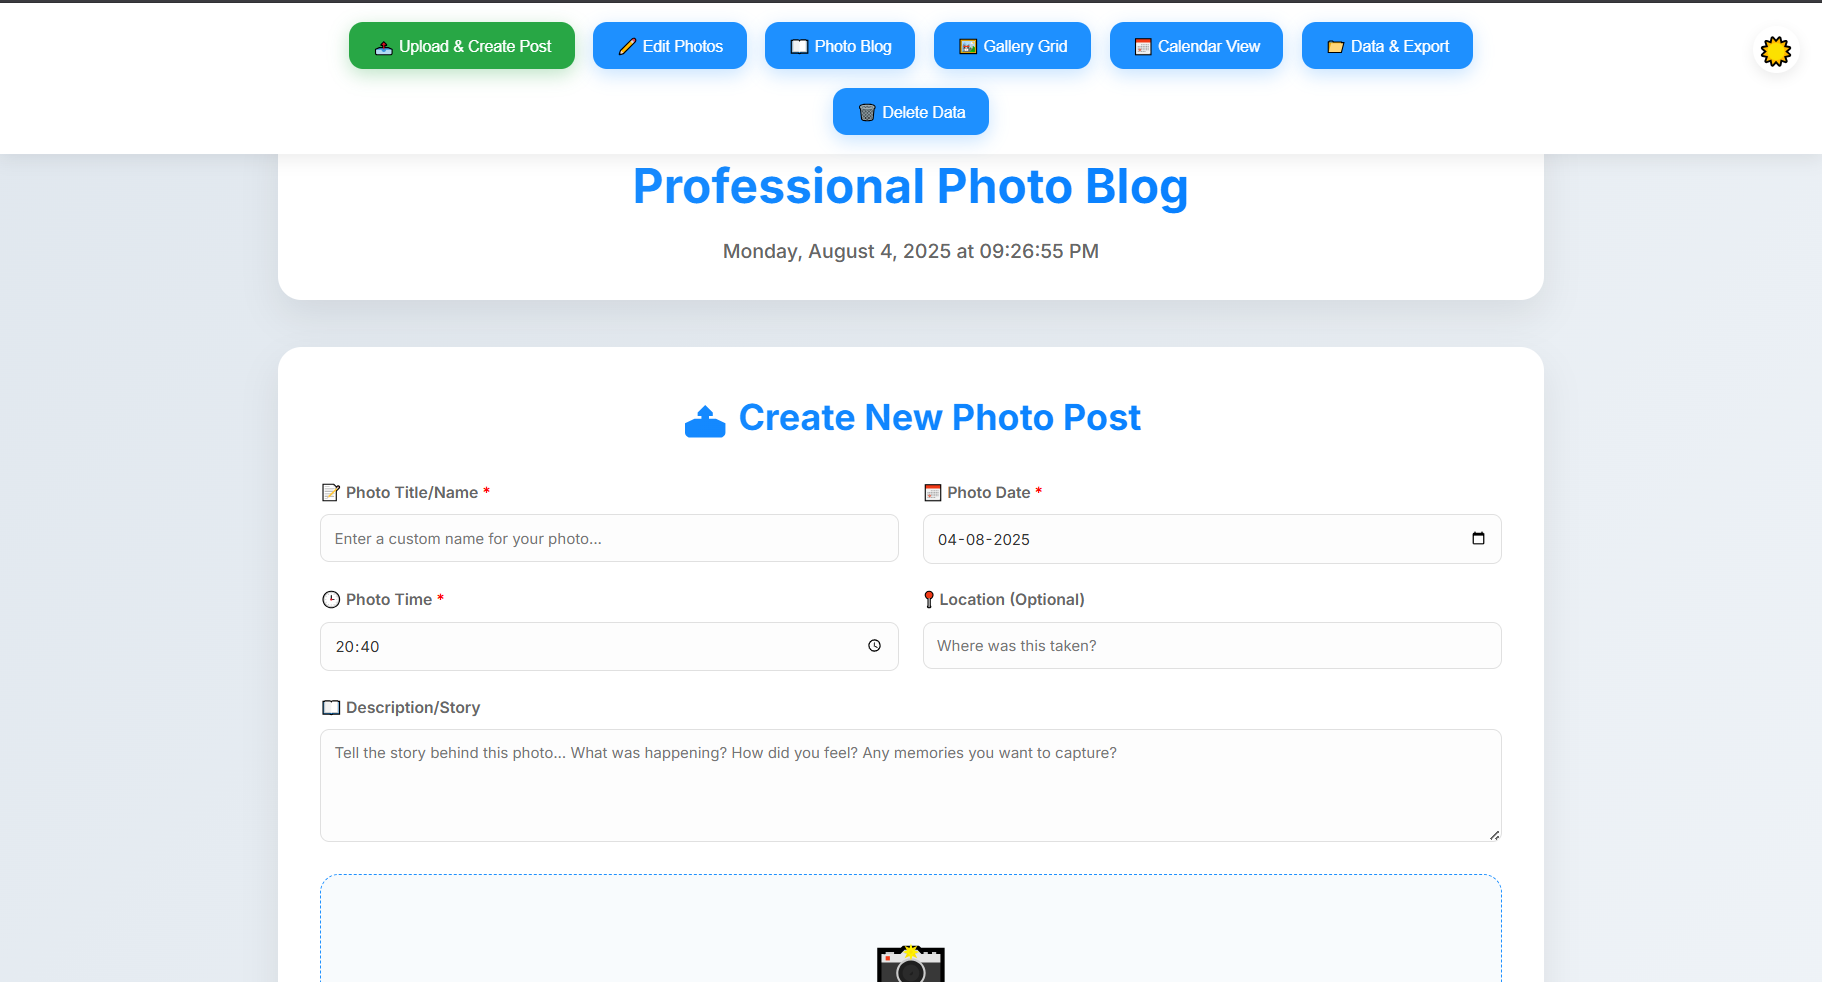 Upload & Create Post
Edit Photos
Photo Blog
Gallery Grid
Calendar View
Data & Export
Delete Data
Professional Photo Blog
Monday, August 4, 2025 at 09:26:55 PM
Create New Photo Post
Photo Title/Name *
Photo Date *
Enter a custom name for your photo...
04-08-2025
Photo Time *
Location (Optional)
20:40
Where was this taken?
Description/Story
Tell the story behind this photo... What was happening? How did you feel? Any memories you want to capture?